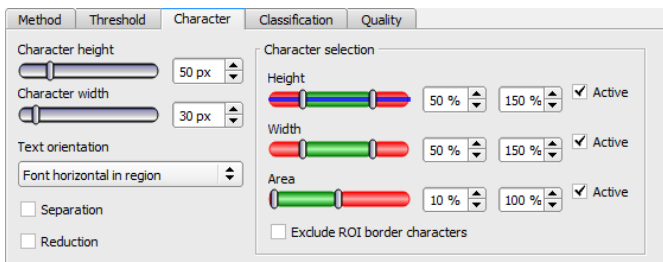 Method Threshold Character Classification Quality
Character height
50 px
Character width
30 px
Text orientation
Font horizontal in region
Separation
Reduction
Character selection
Height
50 % 150 % Active
Width
50 % 150 % Active
Area
10 % 100 % Active
Exclude ROI border characters